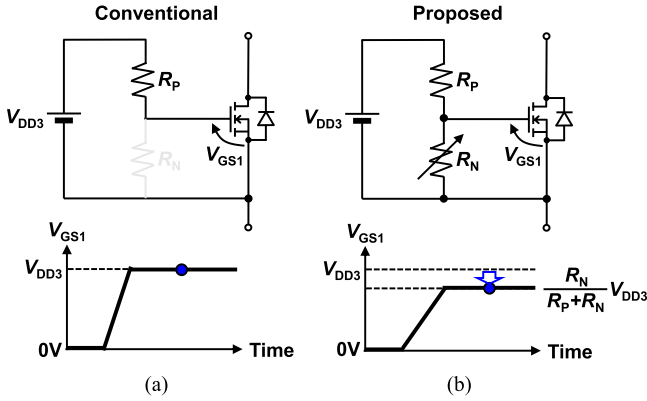 Conventional
Proposed
RP
VDD3
RN
VGS1
RP
VDD3
RN
VGS1
VGS1
VDD3
0V
Time
VGS1
VDD3
RN
RP+RN
VDD3
0V
Time
(a)
(b)